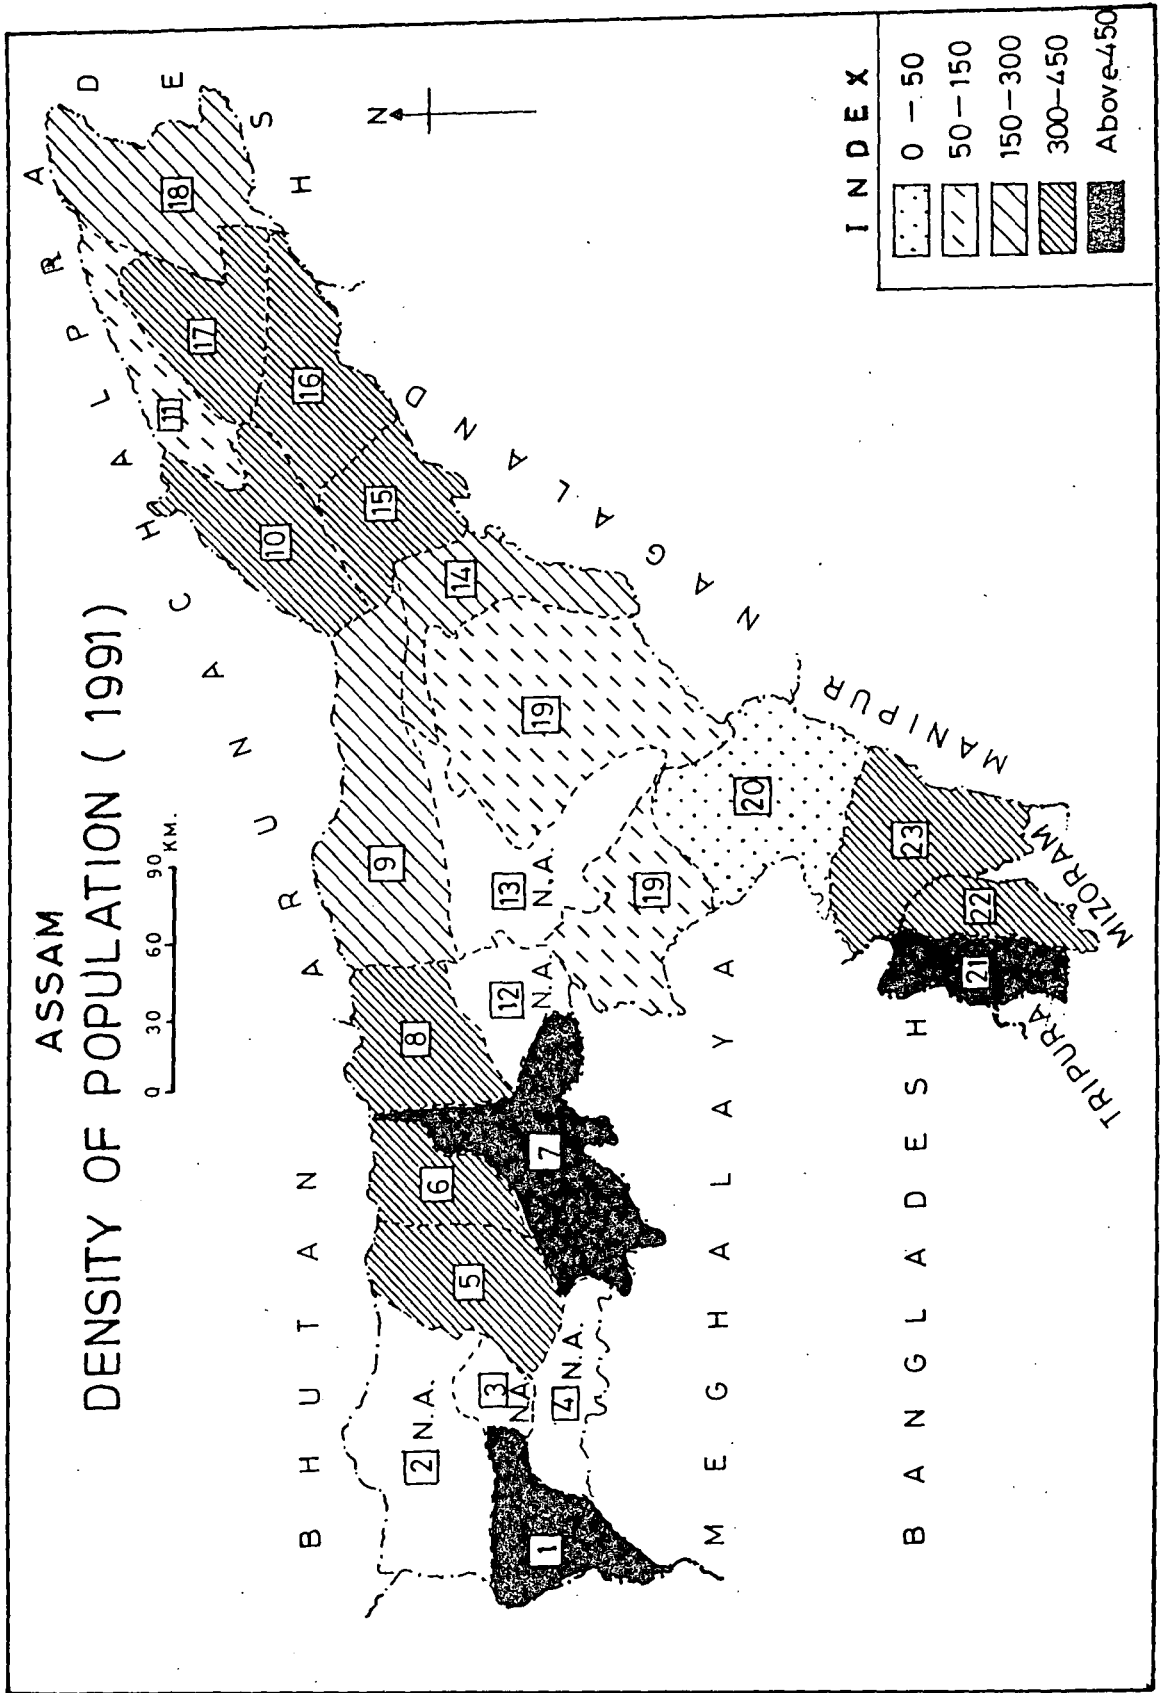 ASSAM
DENSITY OF POPULATION (1991)
0 30 60 90 KM.
N
BHUTAN
ARUNACHAL PRADESH
NAGALAND
MANIPUR
MIZORAM
TRIPURA
MEGHALAYA
BANGLADESH
1
2 N.A.
3 NA
4 N.A.
5
6
7
8
9
10
11
12 N.A.
13 N.A
14
15
16
17
18
19
19
20
21
22
23
INDEX
0 – 50
50–150
150–300
300–450
Above-450